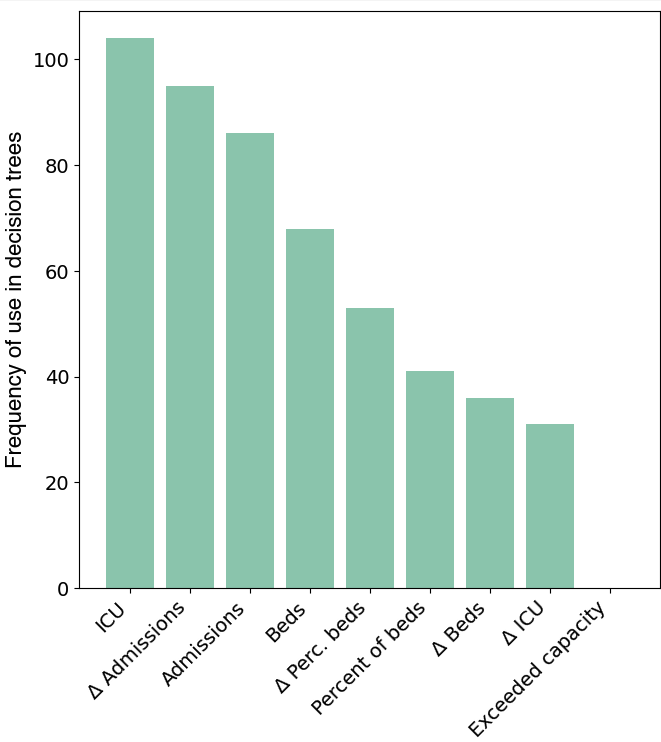 Frequency of use in decision trees
100
80
60
40
20
0
ICU
Δ Admissions
Admissions
Beds
Δ Perc. beds
Percent of beds
Δ Beds
Δ ICU
Exceeded capacity